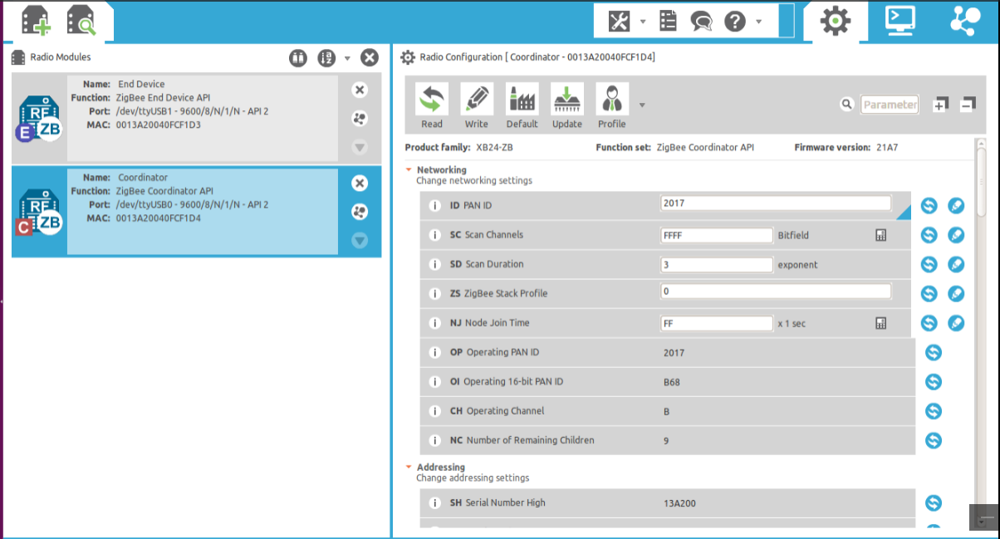 Radio Modules
Name: End Device
Function: ZigBee End Device API
Port: /dev/ttyUSB1 - 9600/8/N/1/N - API 2
MAC: 0013A20040FCF1D3
RF
E
ZB
Name: Coordinator
Function: ZigBee Coordinator API
Port: /dev/ttyUSB0 - 9600/8/N/1/N - API 2
MAC: 0013A20040FCF1D4
RF
C
ZB
Radio Configuration [ Coordinator - 0013A20040FCF1D4]
Read Write Default Update Profile
Parameter
Product family: XB24-ZB Function set: ZigBee Coordinator API Firmware version: 21A7
Networking
Change networking settings
i ID PAN ID 2017
i SC Scan Channels FFFF Bitfield
i SD Scan Duration 3 exponent
i ZS ZigBee Stack Profile 0
i NJ Node Join Time FF x 1 sec
i OP Operating PAN ID 2017
i OI Operating 16-bit PAN ID B68
i CH Operating Channel B
i NC Number of Remaining Children 9
Addressing
Change addressing settings
i SH Serial Number High 13A200